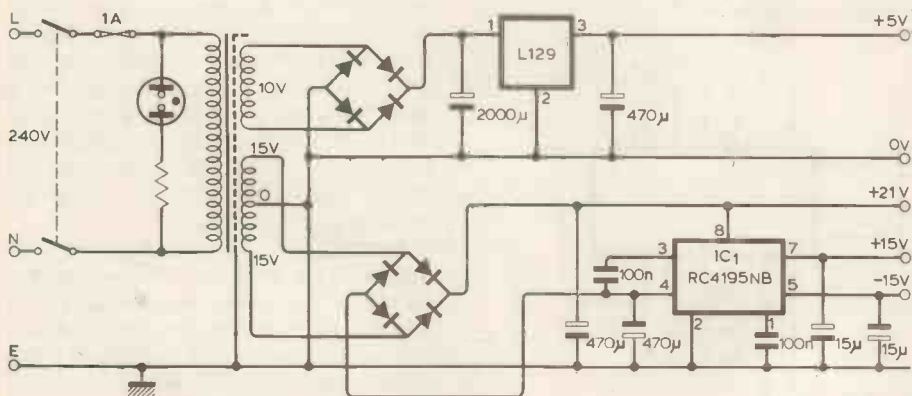 L
1A
1
3
+5V
L129
10V
2
2000µ
470µ
240V
0V
15V
+21V
0
8
N
3
IC1
7
+15V
RC4195NB
100n
15V
4
5
-15V
2
1
470µ
470µ
100n
15µ
15µ
E